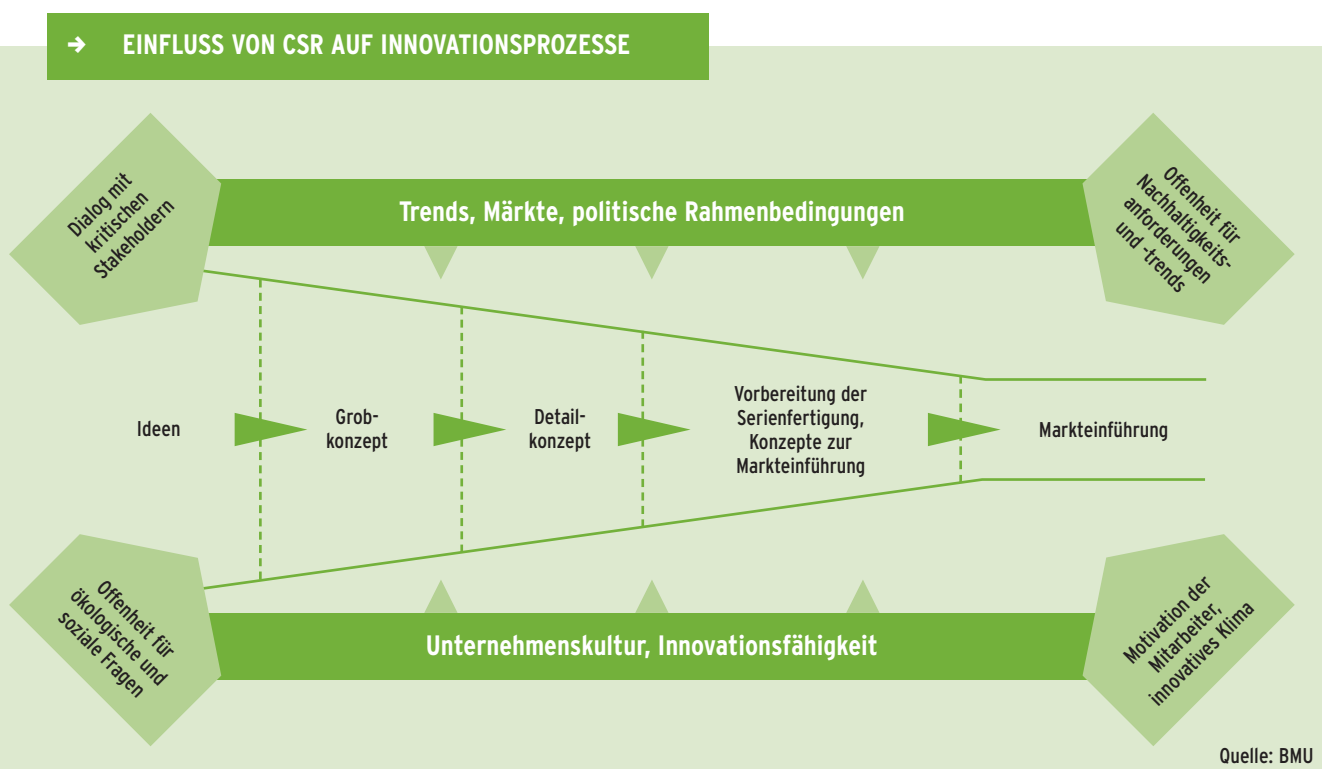 → EINFLUSS VON CSR AUF INNOVATIONSPROZESSE
Dialog mit
kritischen
Stakeholdern
Trends, Märkte, politische Rahmenbedingungen
Offenheit für
Nachhaltigkeits-
anforderungen
und -trends
Ideen
Grob-
konzept
Detail-
konzept
Vorbereitung der
Serienfertigung,
Konzepte zur
Markteinführung
Markteinführung
Offenheit für
ökologische und
soziale Fragen
Unternehmenskultur, Innovationsfähigkeit
Motivation der
Mitarbeiter,
innovatives Klima
Quelle: BMU